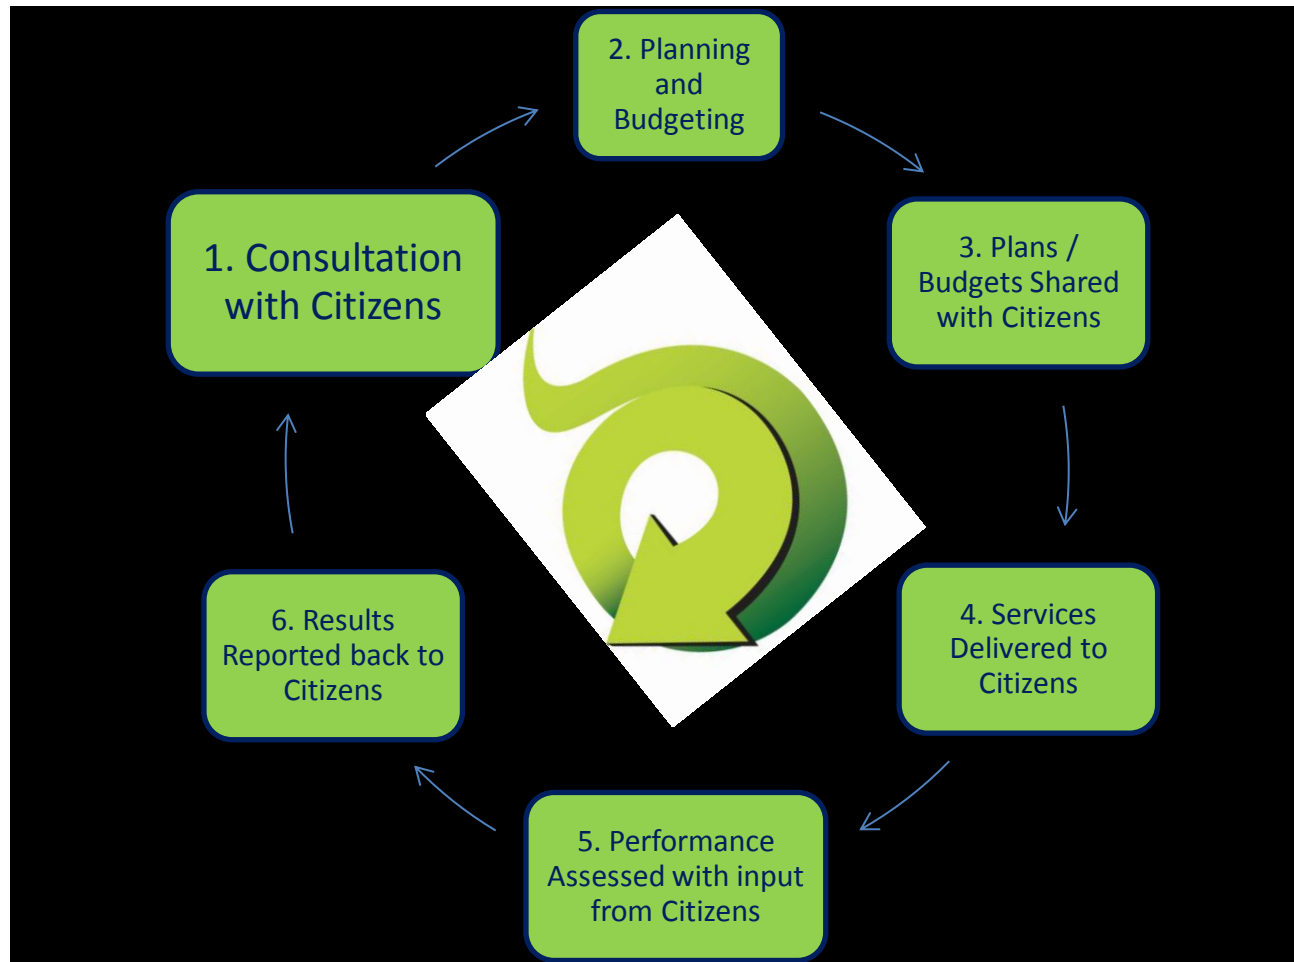 1. Consultation
with Citizens
2. Planning
and
Budgeting
3. Plans /
Budgets Shared
with Citizens
4. Services
Delivered to
Citizens
5. Performance
Assessed with input
from Citizens
6. Results
Reported back to
Citizens